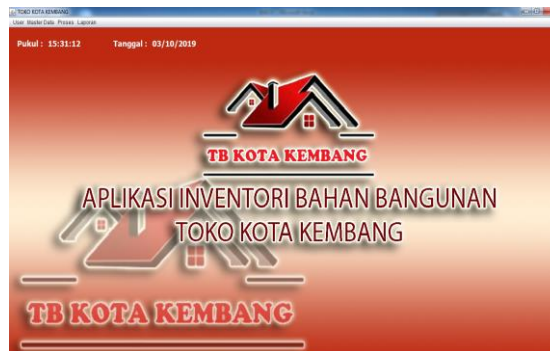 TOKO KOTA KEMBANG
User Master Data Proses Laporan
Pukul : 15:31:12 Tanggal : 03/10/2019
TB KOTA KEMBANG
APLIKASI INVENTORI BAHAN BANGUNAN
TOKO KOTA KEMBANG
TB KOTA KEMBANG